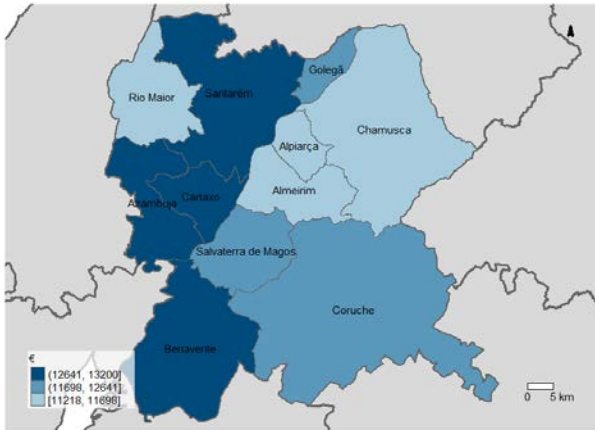 Golegã
Rio Maior
Santarém
Chamusca
Alpiarça
Almeirim
Azambuja
Cartaxo
Salvaterra de Magos
Coruche
Benavente
€
(12641, 13200]
(11698, 12641]
[11218, 11698]
0 5 km